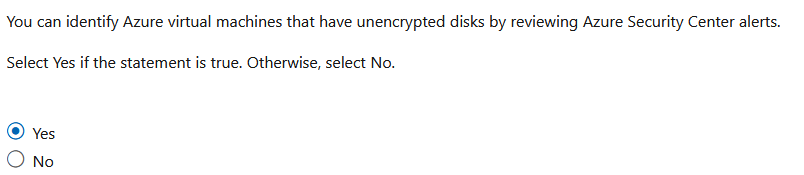 You can identify Azure virtual machines that have unencrypted disks by reviewing Azure Security Center alerts.
Select Yes if the statement is true. Otherwise, select No.
Yes
No